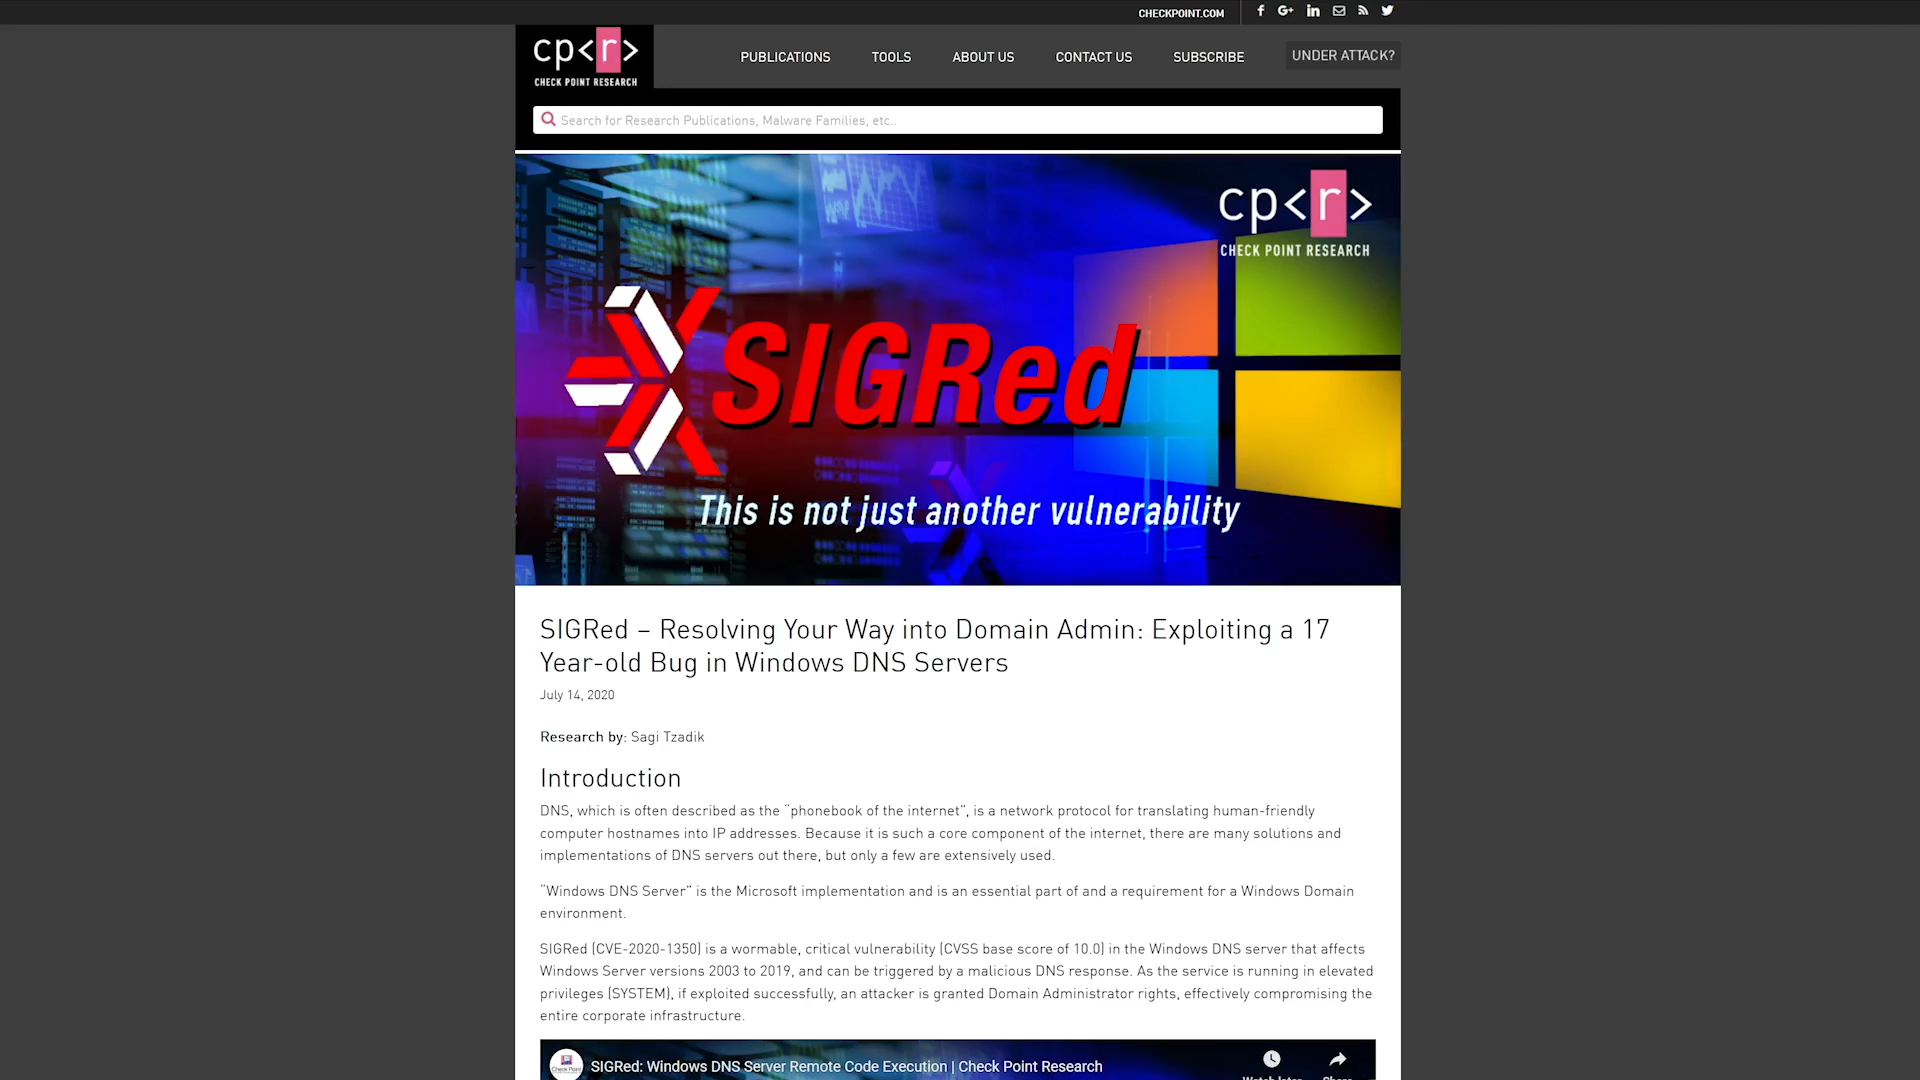 CHECKPOINT.COM
cp<r>
CHECK POINT RESEARCH
PUBLICATIONS
TOOLS
ABOUT US
CONTACT US
SUBSCRIBE
UNDER ATTACK?
Search for Research Publications, Malware Families, etc..
cp<r>
CHECK POINT RESEARCH
SIGRed
This is not just another vulnerability
SIGRed – Resolving Your Way into Domain Admin: Exploiting a 17
Year-old Bug in Windows DNS Servers
July 14, 2020
Research by: Sagi Tzadik
Introduction
DNS, which is often described as the “phonebook of the internet”, is a network protocol for translating human-friendly
computer hostnames into IP addresses. Because it is such a core component of the internet, there are many solutions and
implementations of DNS servers out there, but only a few are extensively used.
“Windows DNS Server” is the Microsoft implementation and is an essential part of and a requirement for a Windows Domain
environment.
SIGRed (CVE-2020-1350) is a wormable, critical vulnerability (CVSS base score of 10.0) in the Windows DNS server that affects
Windows Server versions 2003 to 2019, and can be triggered by a malicious DNS response. As the service is running in elevated
privileges (SYSTEM), if exploited successfully, an attacker is granted Domain Administrator rights, effectively compromising the
entire corporate infrastructure.
Check Point
SIGRed: Windows DNS Server Remote Code Execution | Check Point Research
Watch later
Share